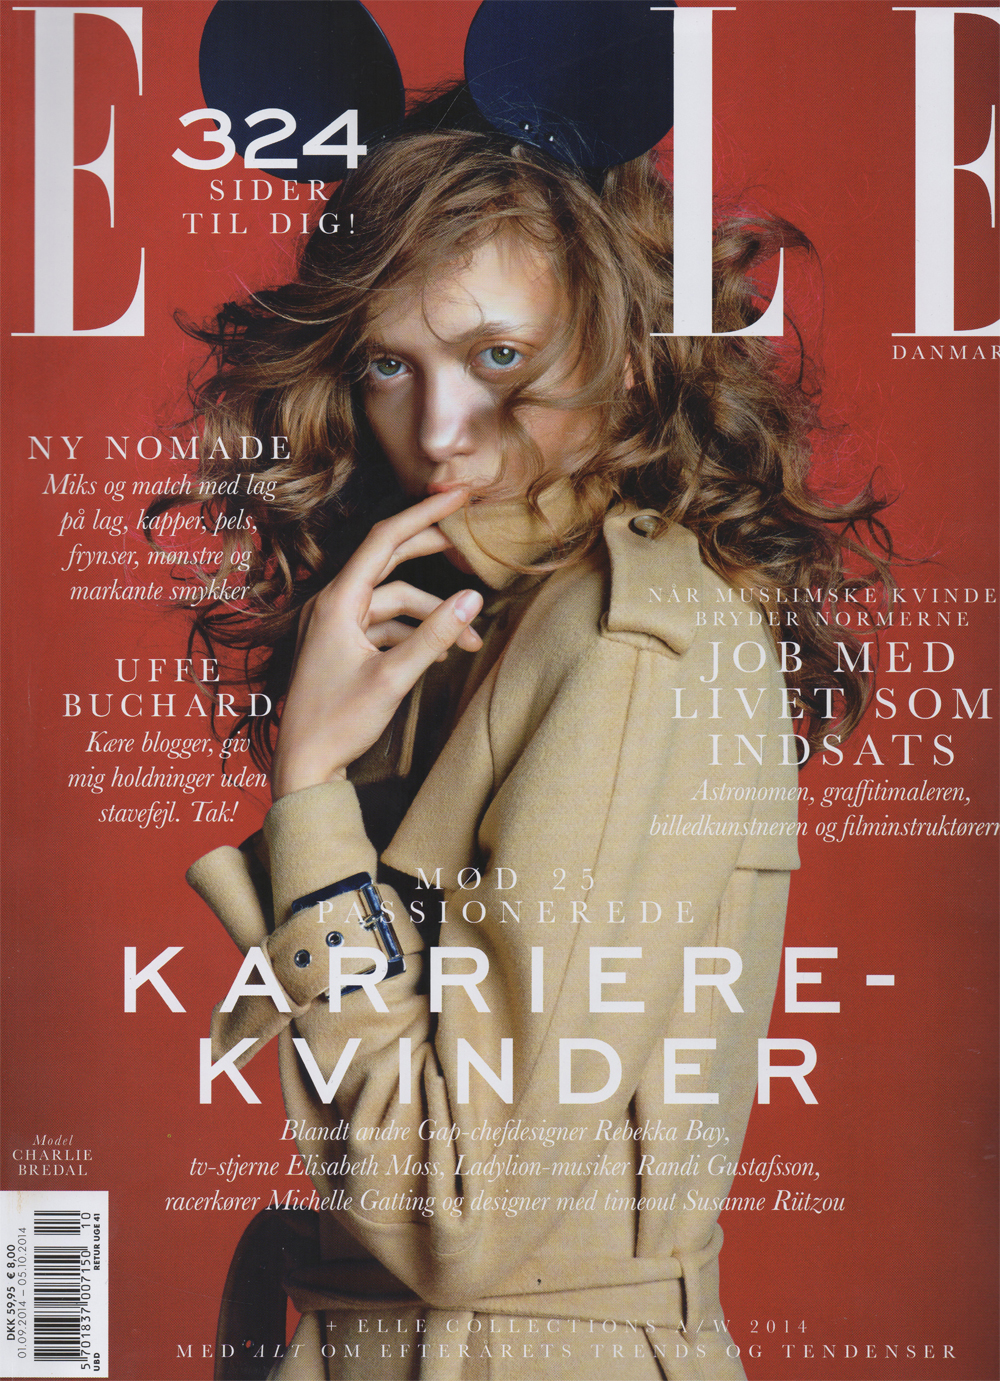 ELLE
324
SIDER
TIL DIG!
DANMAR
NY NOMADE
Miks og match med lag
på lag, kapper, pels,
frynser, mønstre og
markante smykker
UFFE
BUCHARD
Kære blogger, giv
mig holdninger uden
stavefejl. Tak!
NÅR MUSLIMSKE KVINDE
BRYDER NORMERNE
JOB MED
LIVET SOM
INDSATS
Astronomen, graffitimaleren,
billedkunstneren og filminstruktøren
MØD 25
PASSIONEREDE
KARRIERE-
KVINDER
Blandt andre Gap-chefdesigner Rebekka Bay,
tv-stjerne Elisabeth Moss, Ladylion-musiker Randi Gustafsson,
racerkører Michelle Gatting og designer med timeout Susanne Rützou
Model
CHARLIE
BREDAL
+ ELLE COLLECTIONS A/W 2014
MED ALT OM EFTERÅRETS TRENDS OG TENDENSER
DKK 59,95 € 8,00
01.09.2014 – 05.10.2014
5 701837 007150 10
RETUR UGE 41
UBD